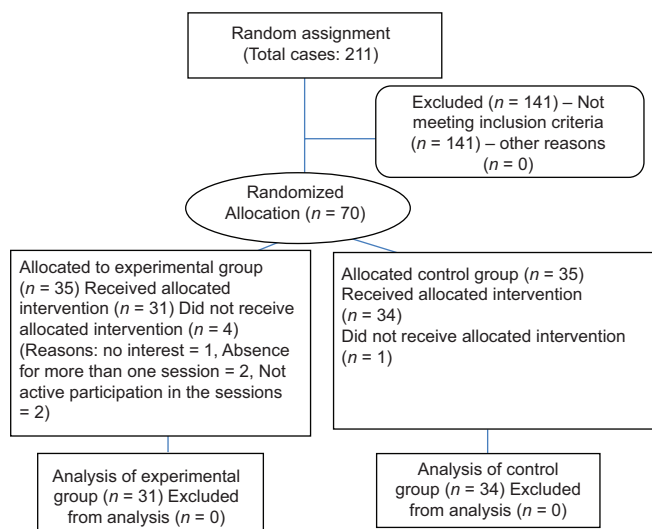 Random assignment
(Total cases: 211)
Excluded (n = 141) – Not
meeting inclusion criteria
(n = 141) – other reasons
(n = 0)
Randomized
Allocation (n = 70)
Allocated to experimental group
(n = 35) Received allocated
intervention (n = 31) Did not receive
allocated intervention (n = 4)
(Reasons: no interest = 1, Absence
for more than one session = 2, Not
active participation in the sessions
= 2)
Allocated control group (n = 35)
Received allocated intervention
(n = 34)
Did not receive allocated intervention
(n = 1)
Analysis of experimental
group (n = 31) Excluded
from analysis (n = 0)
Analysis of control
group (n = 34) Excluded
from analysis (n = 0)